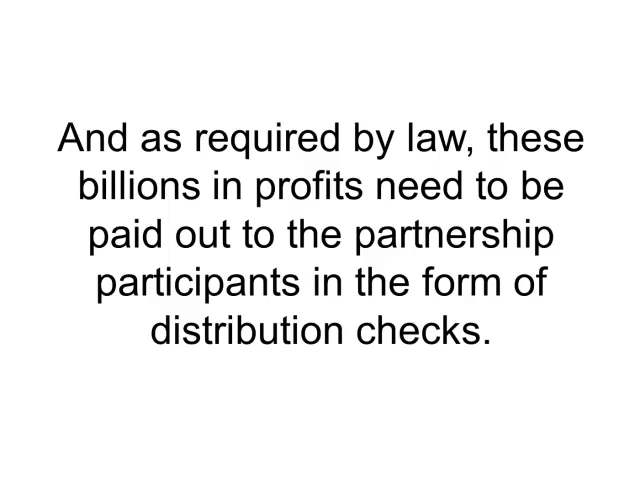 And as required by law, these
billions in profits need to be
paid out to the partnership
participants in the form of
distribution checks.